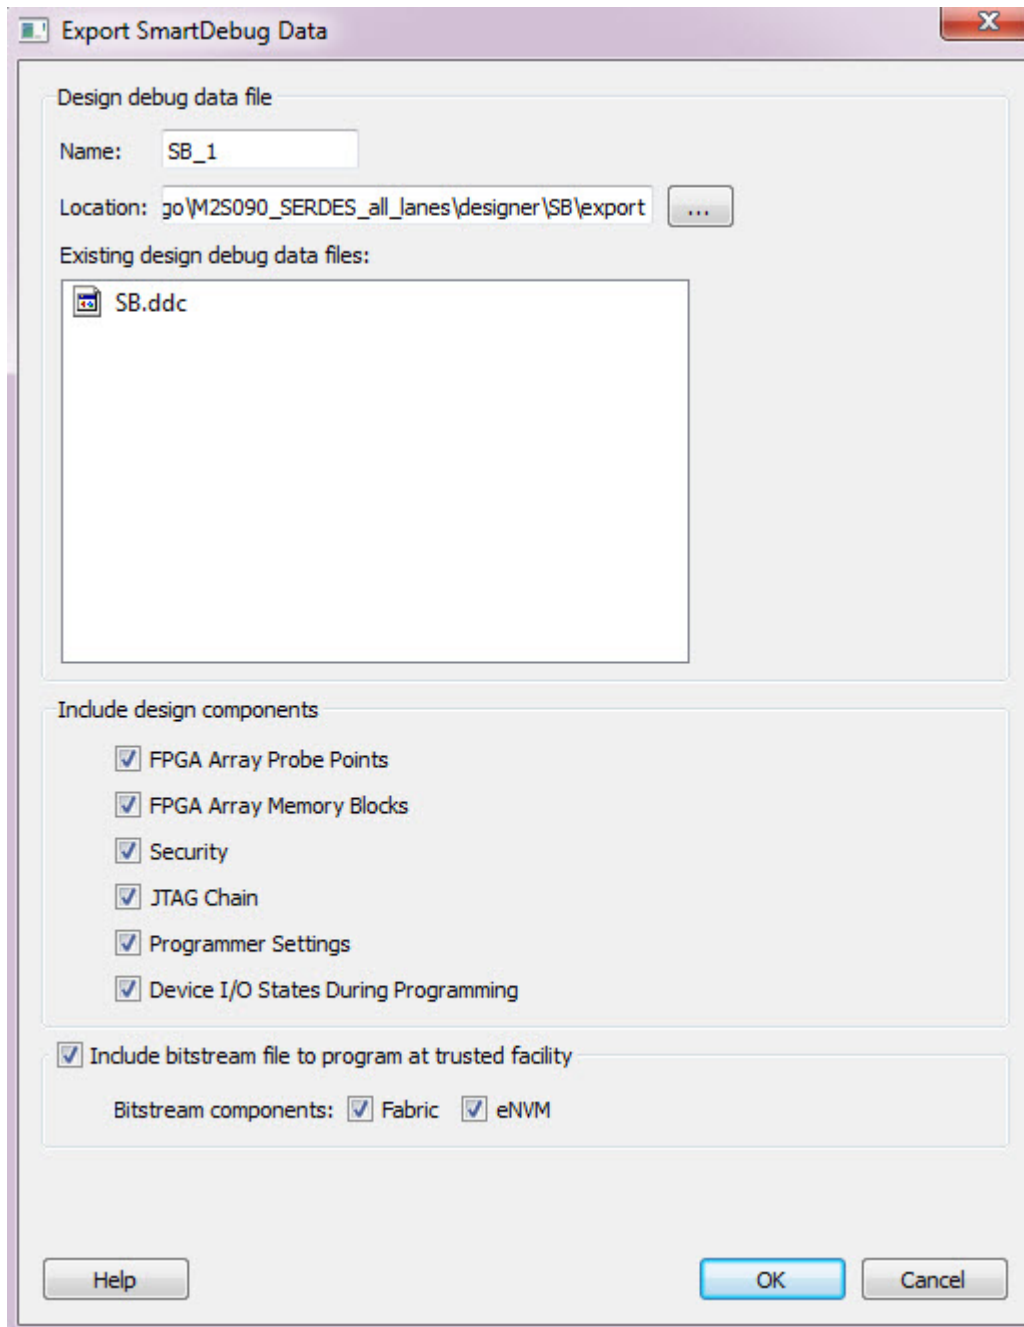 Export SmartDebug Data
Design debug data file
Name: SB_1
Location: go\M2S090_SERDES_all_lanes\designer\SB\export ...
Existing design debug data files:
SB.ddc
Include design components
FPGA Array Probe Points
FPGA Array Memory Blocks
Security
JTAG Chain
Programmer Settings
Device I/O States During Programming
Include bitstream file to program at trusted facility
Bitstream components: Fabric eNVM
Help OK Cancel